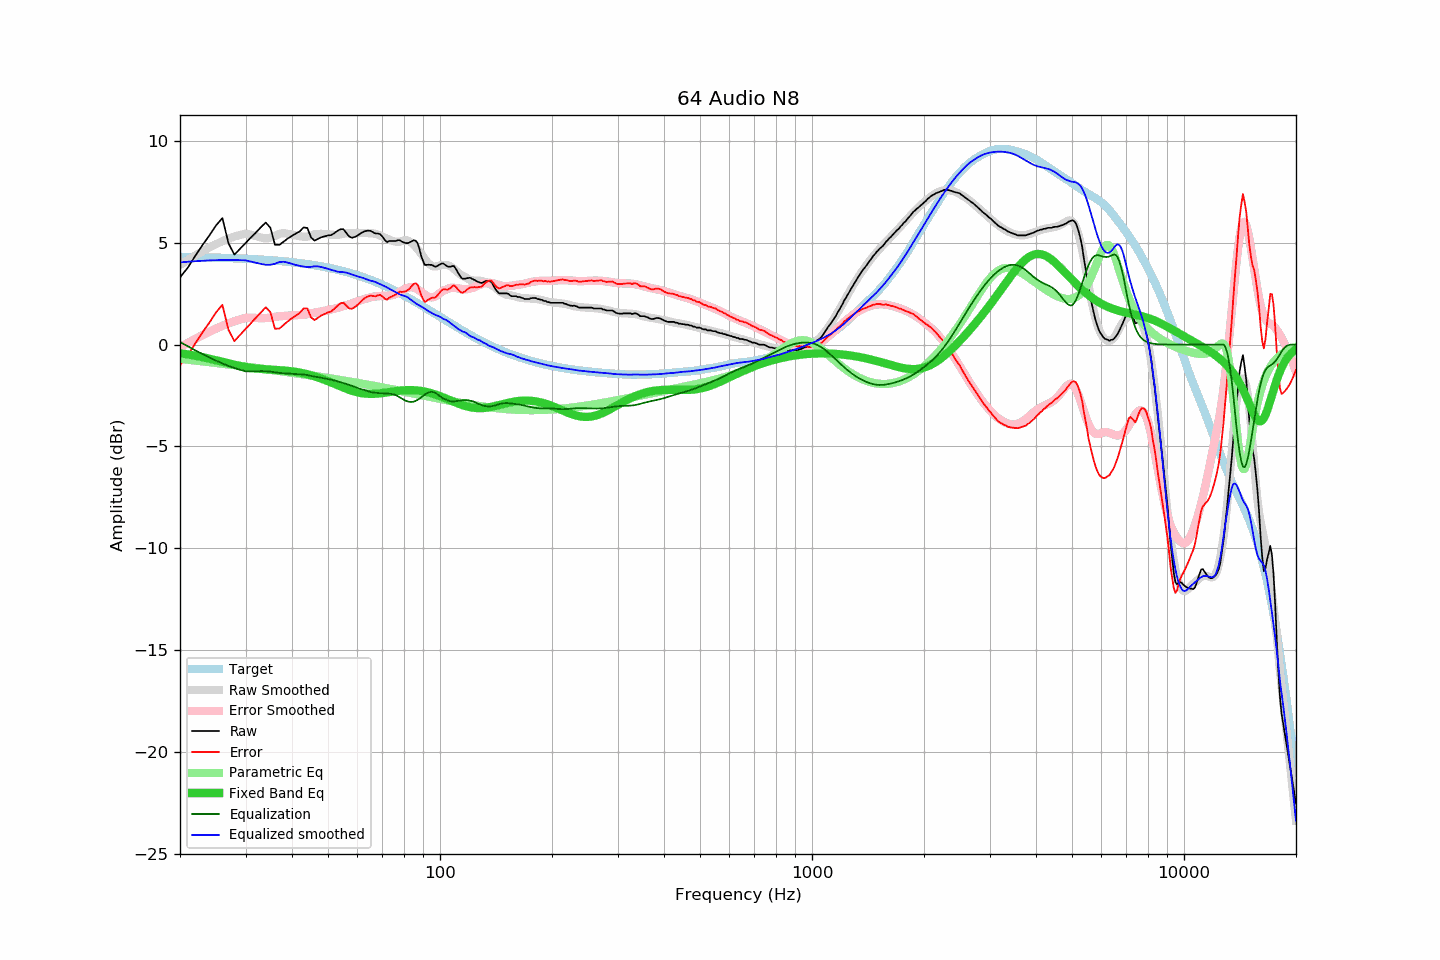 64 Audio N8
10
5
0
−5
−10
−15
−20
−25
Amplitude (dBr)
Target
Raw Smoothed
Error Smoothed
Raw
Error
Parametric Eq
Fixed Band Eq
Equalization
Equalized smoothed
100 1000 10000
Frequency (Hz)